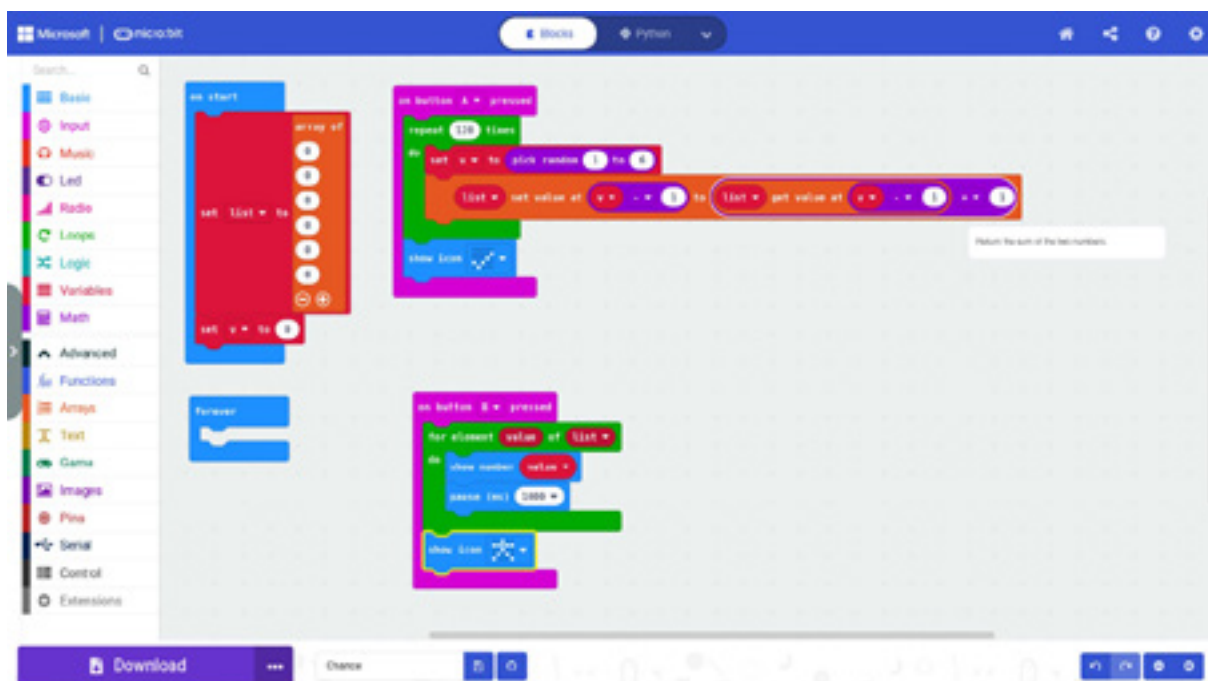 Microsoft | micro:bit
Blocks
Python
Search...
Basic
Input
Music
Led
Radio
Loops
Logic
Variables
Math
Advanced
Functions
Arrays
Text
Game
Images
Pins
Serial
Control
Extensions
on start
set list to
array of
0
0
0
0
0
0
set v to 0
forever
on button A pressed
repeat 120 times
do
set v to pick random 1 to 6
list set value at v - 1 to list get value at v - 1 + 1
show icon
Return the sum of the two numbers.
on button B pressed
for element value of list
do
show number value
pause (ms) 1000
show icon
Download
Chance